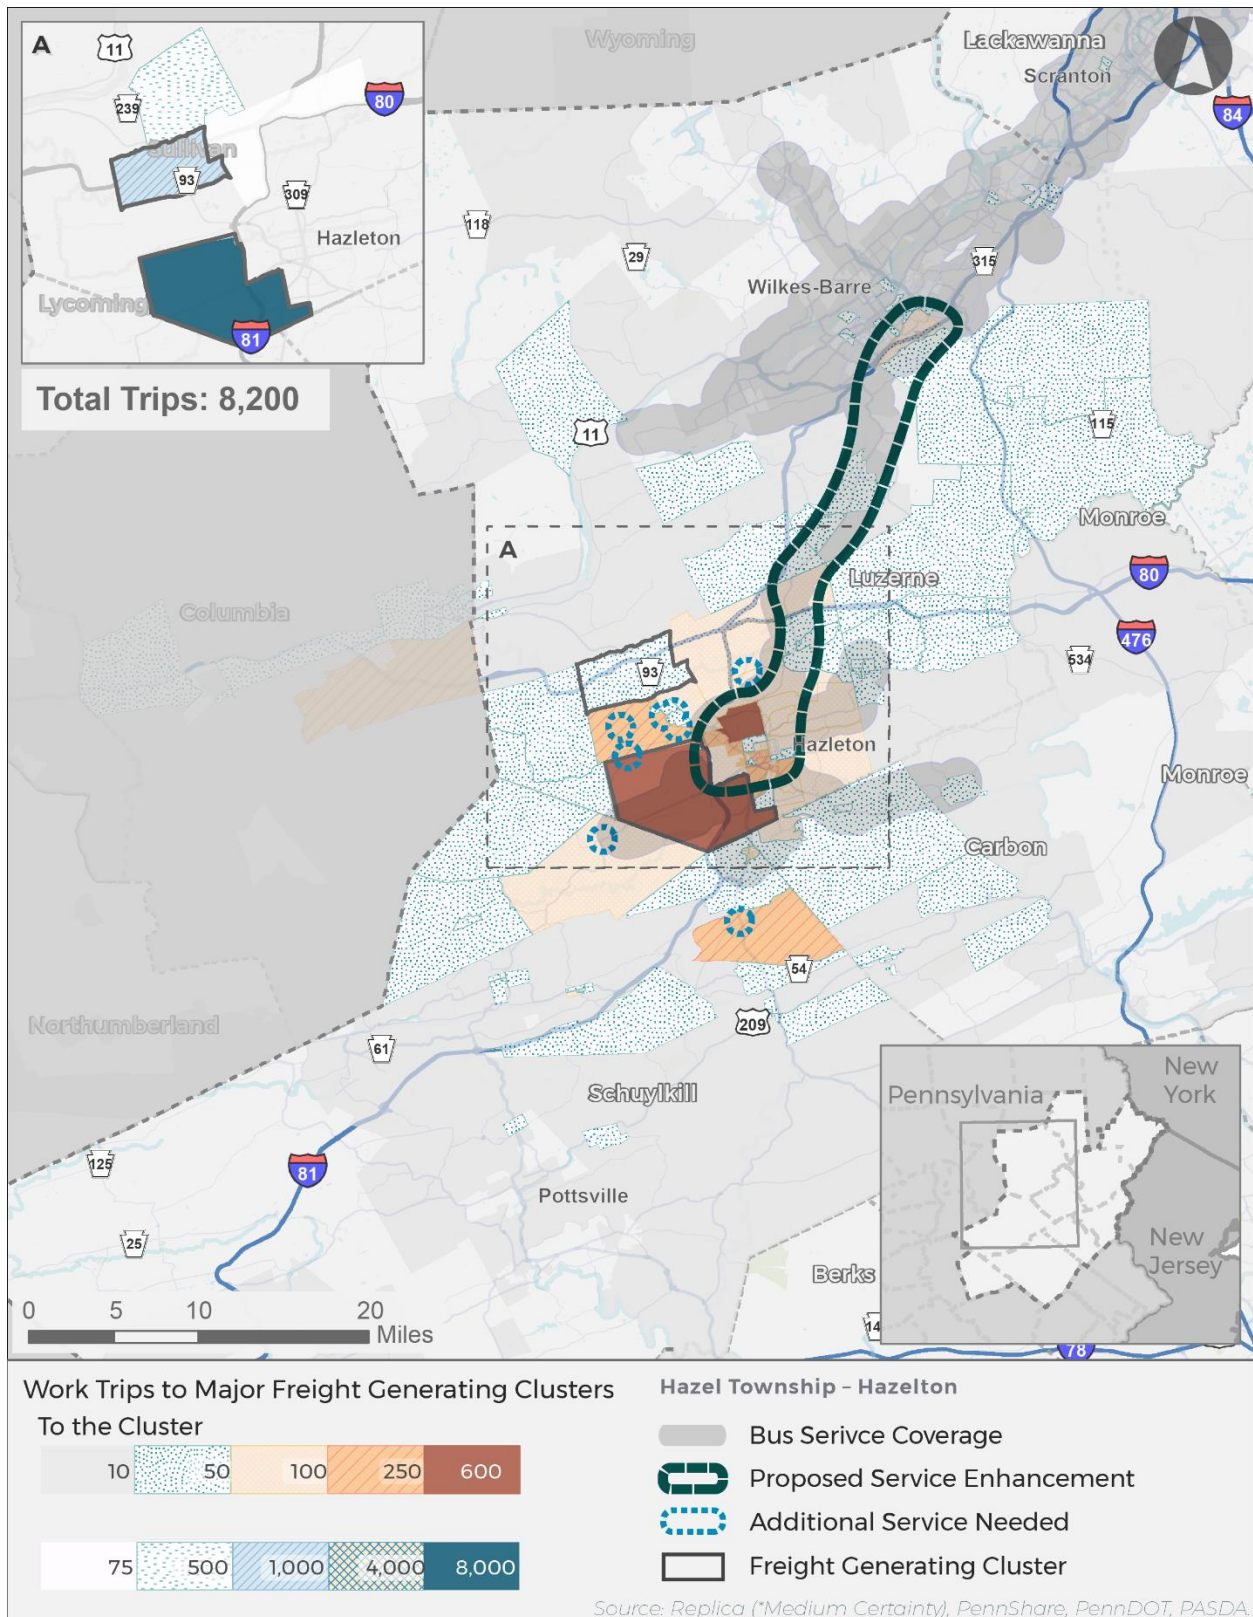 A
11
239
80
Sullivan
93
309
Hazleton
Lycoming
81
Total Trips: 8,200
Wyoming
Lackawanna
Scranton
84
118
29
315
Wilkes-Barre
11
115
Monroe
A
Luzerne
80
Columbia
476
534
93
Hazleton
Monroe
Carbon
54
Northumberland
209
61
Schuylkill
125
81
Pottsville
25
Berks
14
78
Pennsylvania
New
York
New
Jersey
0 5 10 20
Miles
Work Trips to Major Freight Generating Clusters
To the Cluster
10 50 100 250 600
75 500 1,000 4,000 8,000
Hazel Township – Hazelton
Bus Serivce Coverage
Proposed Service Enhancement
Additional Service Needed
Freight Generating Cluster
Source: Replica (*Medium Certainty), PennShare, PennDOT, PASDA